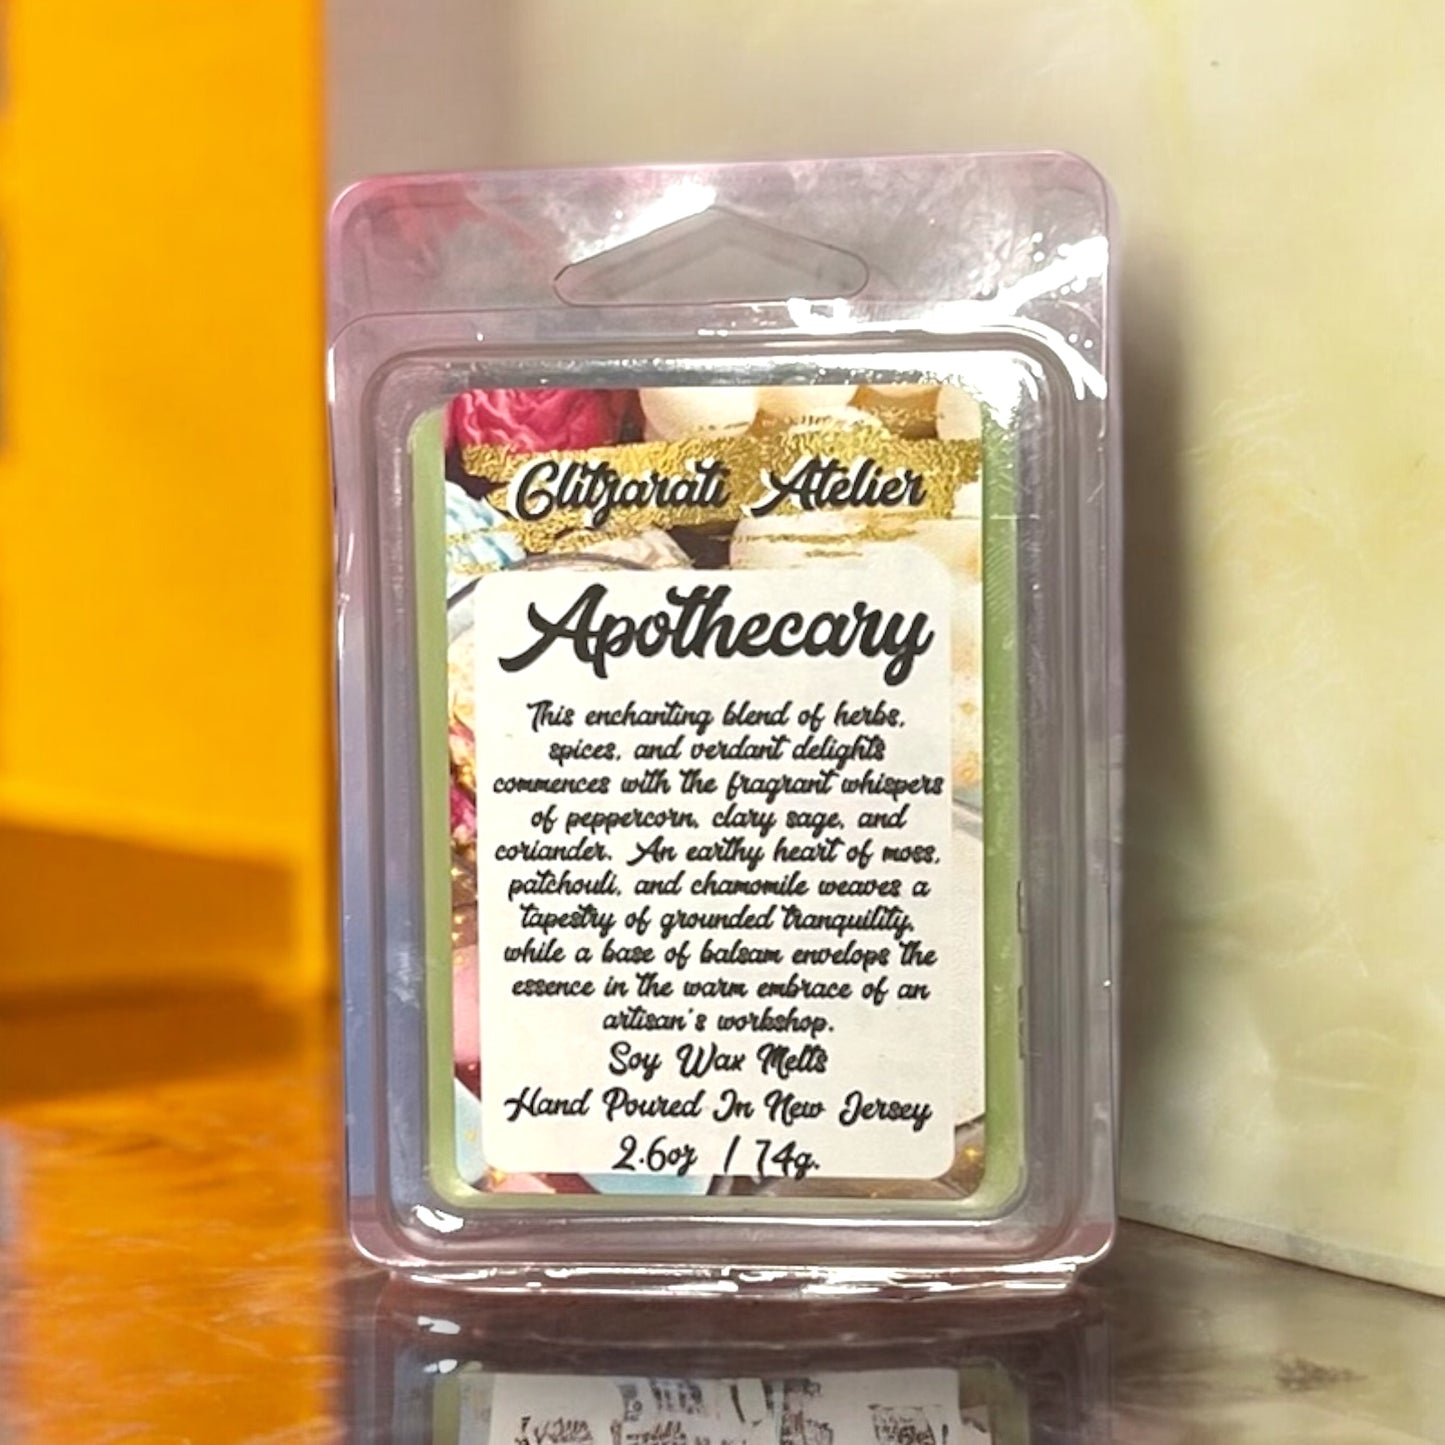 Glitzarati Atelier
Apothecary
This enchanting blend of herbs,
spices, and verdant delights
commences with the fragrant whispers
of peppercorn, clary sage, and
coriander. An earthy heart of moss,
patchouli, and chamomile weaves a
tapestry of grounded tranquility,
while a base of balsam envelops the
essence in the warm embrace of an
artisan's workshop.
Soy Wax Melts
Hand Poured In New Jersey
2.6oz / 74g.